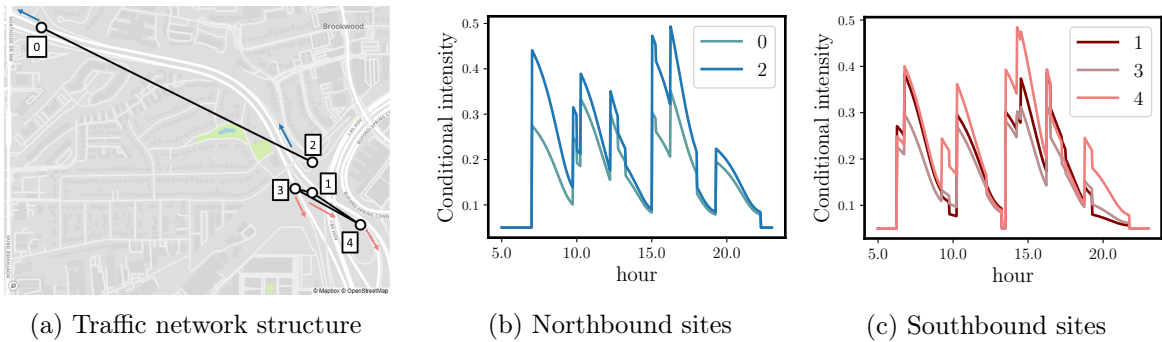 Brookwood
0
2
1
3
4
NORTHSIDE DRIVE
© Mapbox © OpenStreetMap
(a) Traffic network structure
Conditional intensity
0.5
0.4
0.3
0.2
0.1
5.0 10.0 15.0 20.0
hour
0
2
(b) Northbound sites
Conditional intensity
0.5
0.4
0.3
0.2
0.1
5.0 10.0 15.0 20.0
hour
1
3
4
(c) Southbound sites